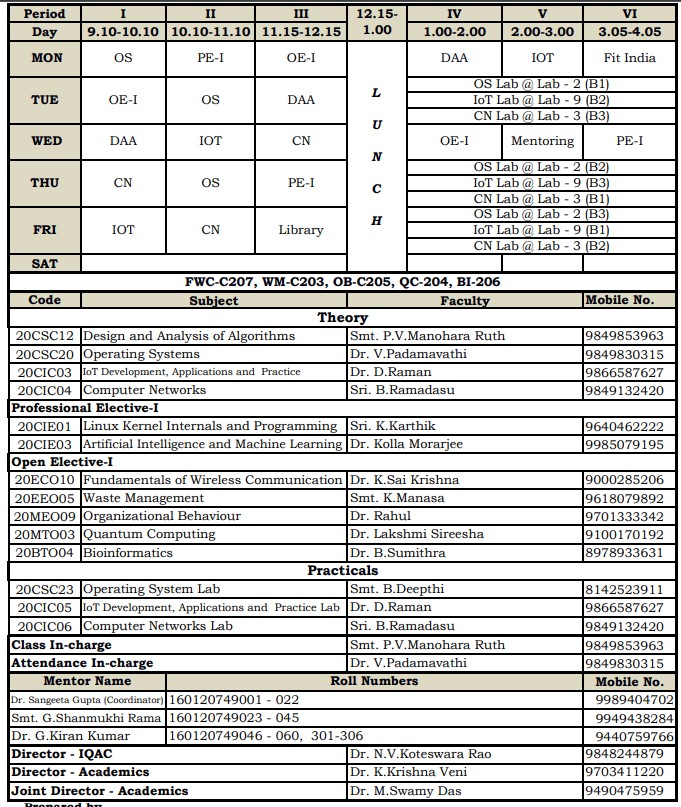 Period I II III 12.15-1.00 IV V VI
Day 9.10-10.10 10.10-11.10 11.15-12.15 1.00-2.00 2.00-3.00 3.05-4.05
MON OS PE-I OE-I DAA IOT Fit India
TUE OE-I OS DAA OS Lab @ Lab - 2 (B1)
IoT Lab @ Lab - 9 (B2)
CN Lab @ Lab - 3 (B3)
WED DAA IOT CN OE-I Mentoring PE-I
THU CN OS PE-I OS Lab @ Lab - 2 (B2)
IoT Lab @ Lab - 9 (B3)
CN Lab @ Lab - 3 (B1)
FRI IOT CN Library OS Lab @ Lab - 2 (B3)
IoT Lab @ Lab - 9 (B1)
CN Lab @ Lab - 3 (B2)
L
U
N
C
H
SAT
FWC-C207, WM-C203, OB-C205, QC-204, BI-206
Code Subject Faculty Mobile No.
Theory
20CSC12 Design and Analysis of Algorithms Smt. P.V.Manohara Ruth 9849853963
20CSC20 Operating Systems Dr. V.Padamavathi 9849830315
20CIC03 IoT Development, Applications and Practice Dr. D.Raman 9866587627
20CIC04 Computer Networks Sri. B.Ramadasu 9849132420
Professional Elective-I
20CIE01 Linux Kernel Internals and Programming Sri. K.Karthik 9640462222
20CIE03 Artificial Intelligence and Machine Learning Dr. Kolla Morarjee 9985079195
Open Elective-I
20ECO10 Fundamentals of Wireless Communication Dr. K.Sai Krishna 9000285206
20EEO05 Waste Management Smt. K.Manasa 9618079892
20MEO09 Organizational Behaviour Dr. Rahul 9701333342
20MTO03 Quantum Computing Dr. Lakshmi Sireesha 9100170192
20BTO04 Bioinformatics Dr. B.Sumithra 8978933631
Practicals
20CSC23 Operating System Lab Smt. B.Deepthi 8142523911
20CIC05 IoT Development, Applications and Practice Lab Dr. D.Raman 9866587627
20CIC06 Computer Networks Lab Sri. B.Ramadasu 9849132420
Class In-charge Smt. P.V.Manohara Ruth 9849853963
Attendance In-charge Dr. V.Padamavathi 9849830315
Mentor Name Roll Numbers Mobile No.
Dr. Sangeeta Gupta (Coordinator) 160120749001 - 022 9989404702
Smt. G.Shanmukhi Rama 160120749023 - 045 9949438284
Dr. G.Kiran Kumar 160120749046 - 060, 301-306 9440759766
Director - IQAC Dr. N.V.Koteswara Rao 9848244879
Director - Academics Dr. K.Krishna Veni 9703411220
Joint Director - Academics Dr. M.Swamy Das 9490475959
Prepared by